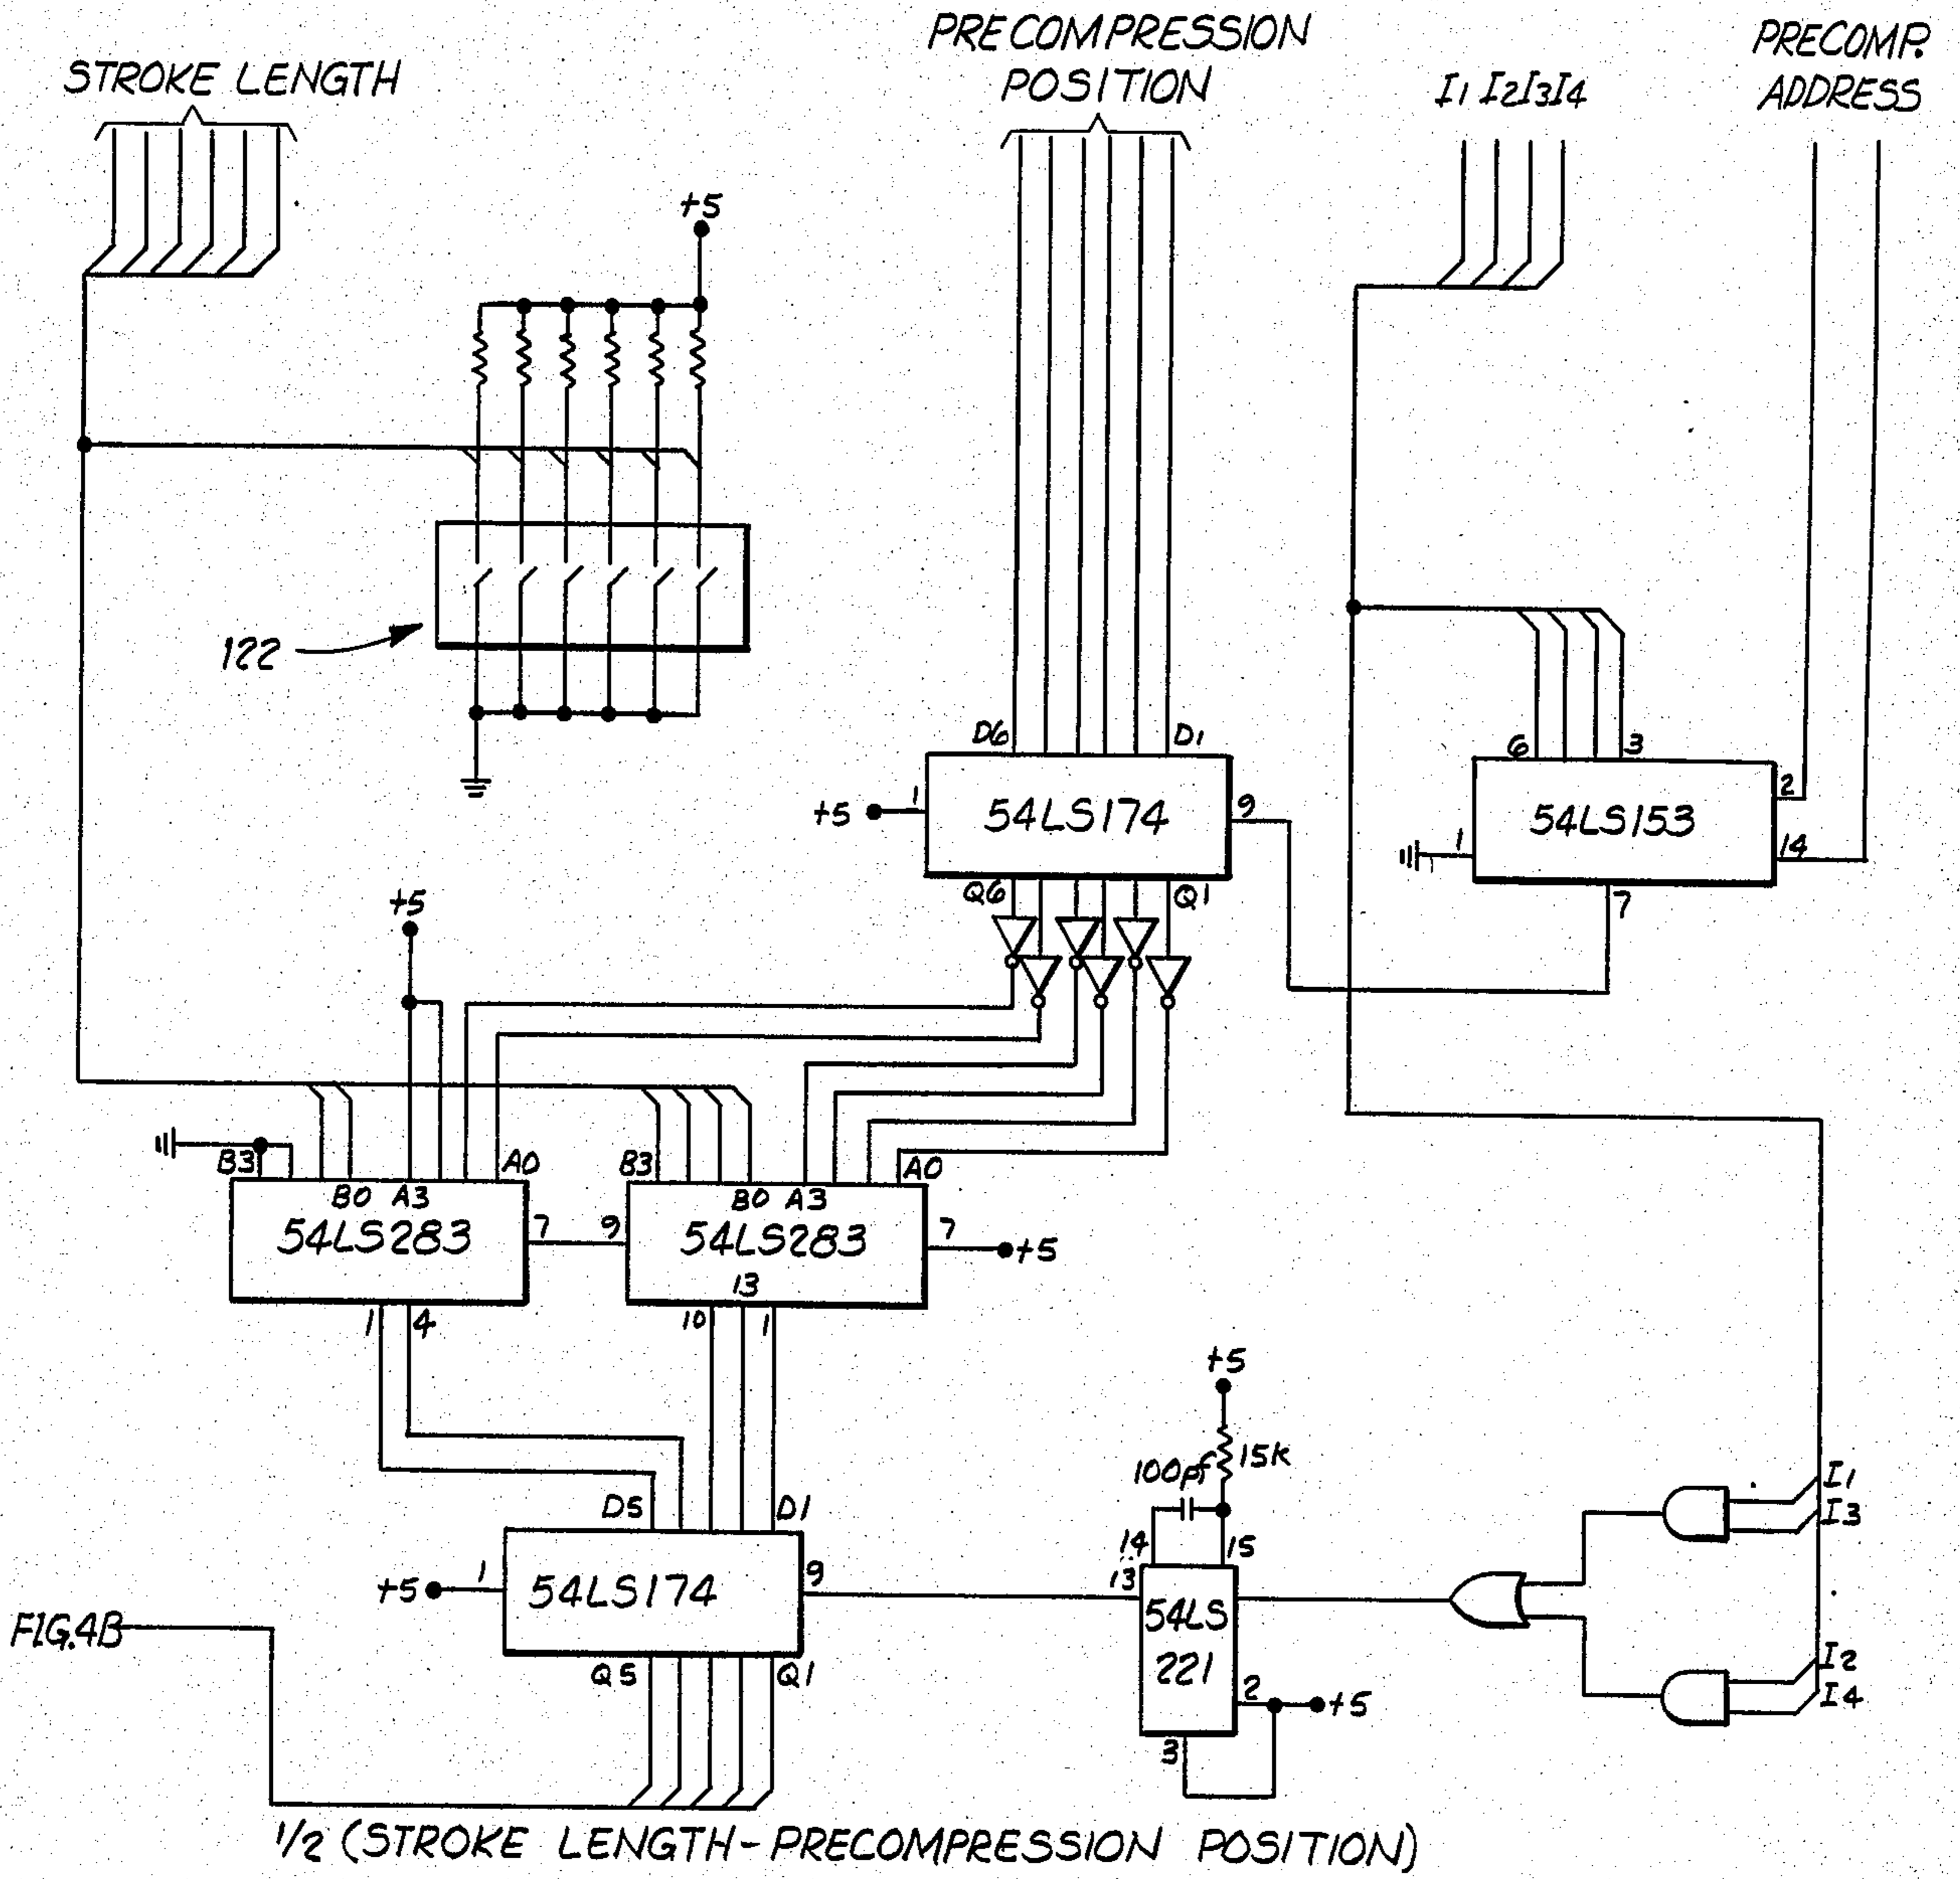 STROKE LENGTH
PRECOMPRESSION
POSITION
I1 I2 I3 I4
PRECOMP.
ADDRESS
+5
122
D6
D1
+5
1
54LS174
9
Q6
Q1
6
3
2
54LS153
1
14
7
+5
B3
A0
B3
A0
B0
A3
B0
A3
54LS283
7
9
54LS283
7
+5
13
1
4
10
1
+5
15k
100pf
14
15
D5
D1
+5
1
54LS174
9
13
54LS
221
2
+5
3
I1
I3
I2
I4
FIG.4B
Q5
Q1
1/2 (STROKE LENGTH-PRECOMPRESSION POSITION)